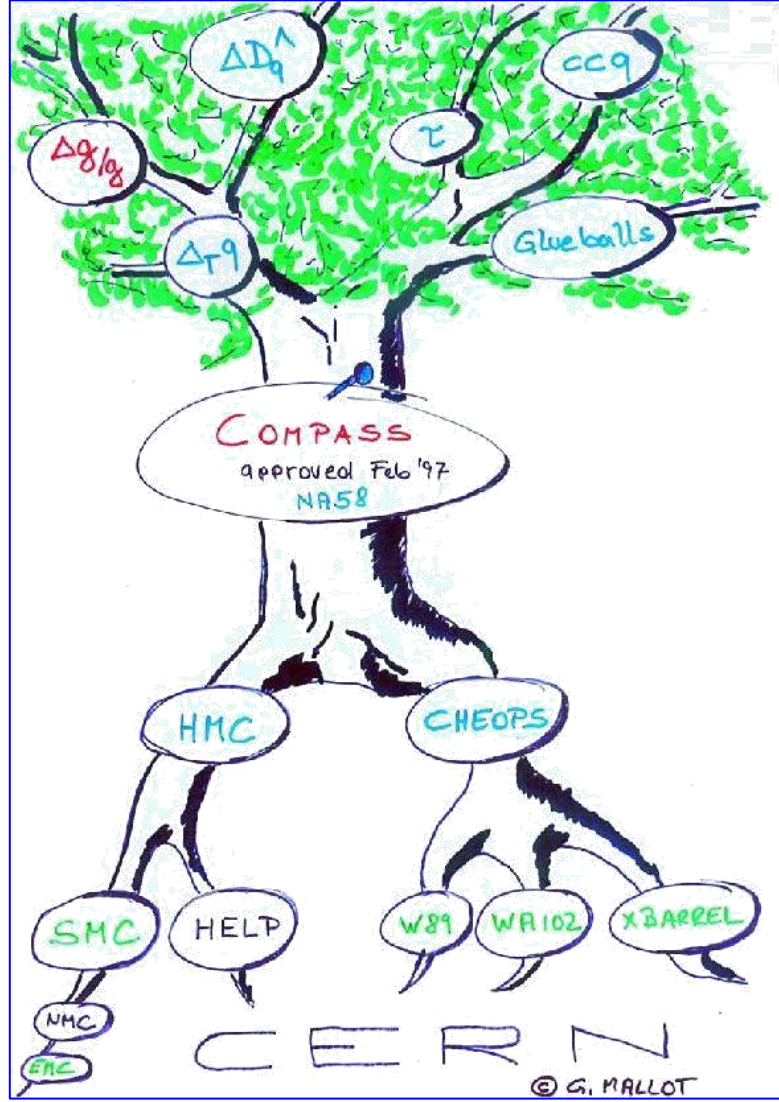 ΔD_q^Λ
ccq
Δg/g
τ
Δ_T q
Glueballs
COMPASS
approved Feb '97
NA58
HMC
CHEOPS
SMC
HELP
W89
WA102
XBARREL
NMC
EMC
CERN
© G. MALLOT